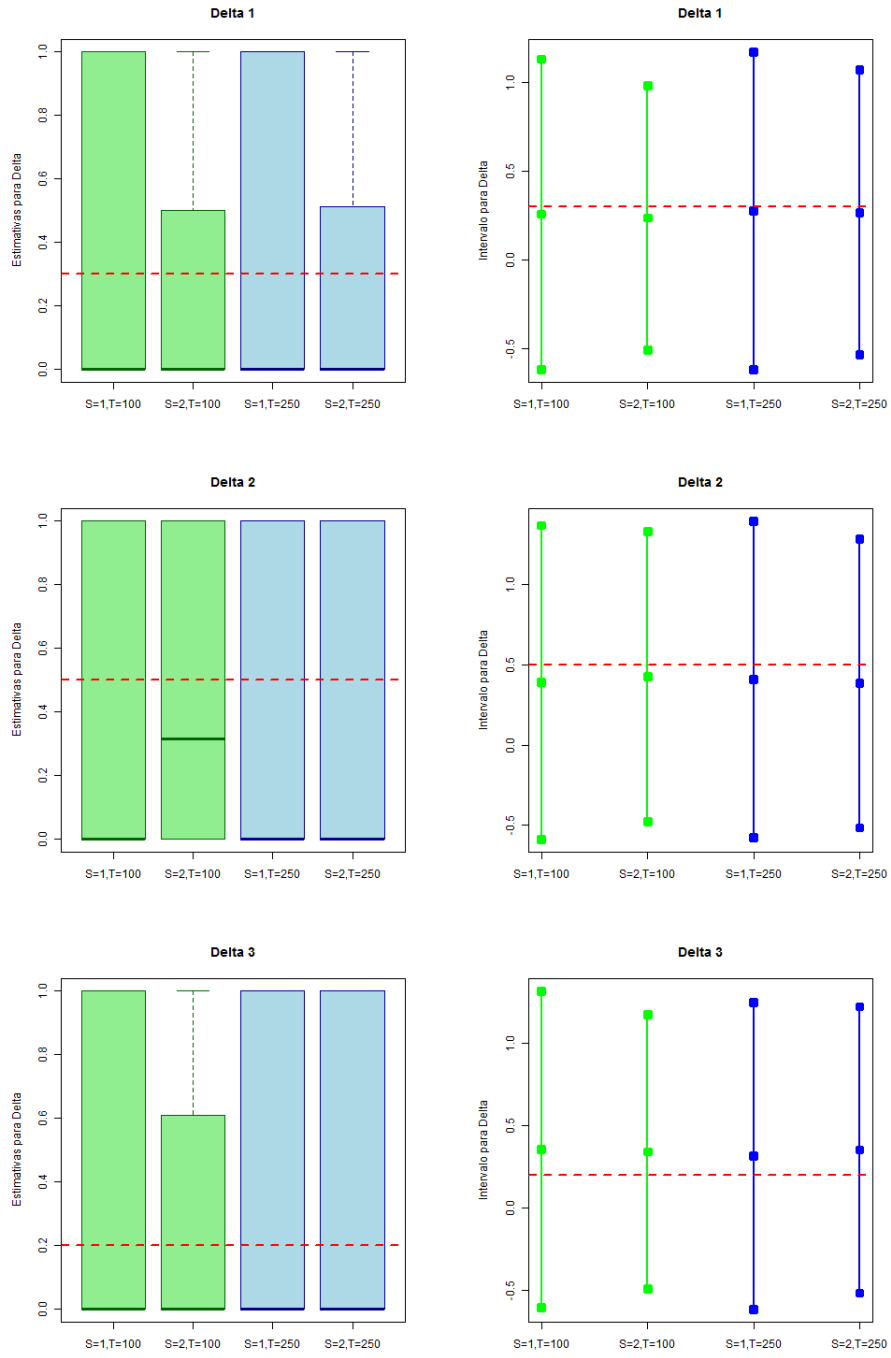 Delta 1
Estimativas para Delta
1.0
0.8
0.6
0.4
0.2
0.0
S=1,T=100
S=2,T=100
S=1,T=250
S=2,T=250
Delta 1
Intervalo para Delta
1.0
0.5
0.0
-0.5
S=1,T=100
S=2,T=100
S=1,T=250
S=2,T=250
Delta 2
Estimativas para Delta
1.0
0.8
0.6
0.4
0.2
0.0
S=1,T=100
S=2,T=100
S=1,T=250
S=2,T=250
Delta 2
Intervalo para Delta
1.0
0.5
0.0
-0.5
S=1,T=100
S=2,T=100
S=1,T=250
S=2,T=250
Delta 3
Estimativas para Delta
1.0
0.8
0.6
0.4
0.2
0.0
S=1,T=100
S=2,T=100
S=1,T=250
S=2,T=250
Delta 3
Intervalo para Delta
1.0
0.5
0.0
-0.5
S=1,T=100
S=2,T=100
S=1,T=250
S=2,T=250